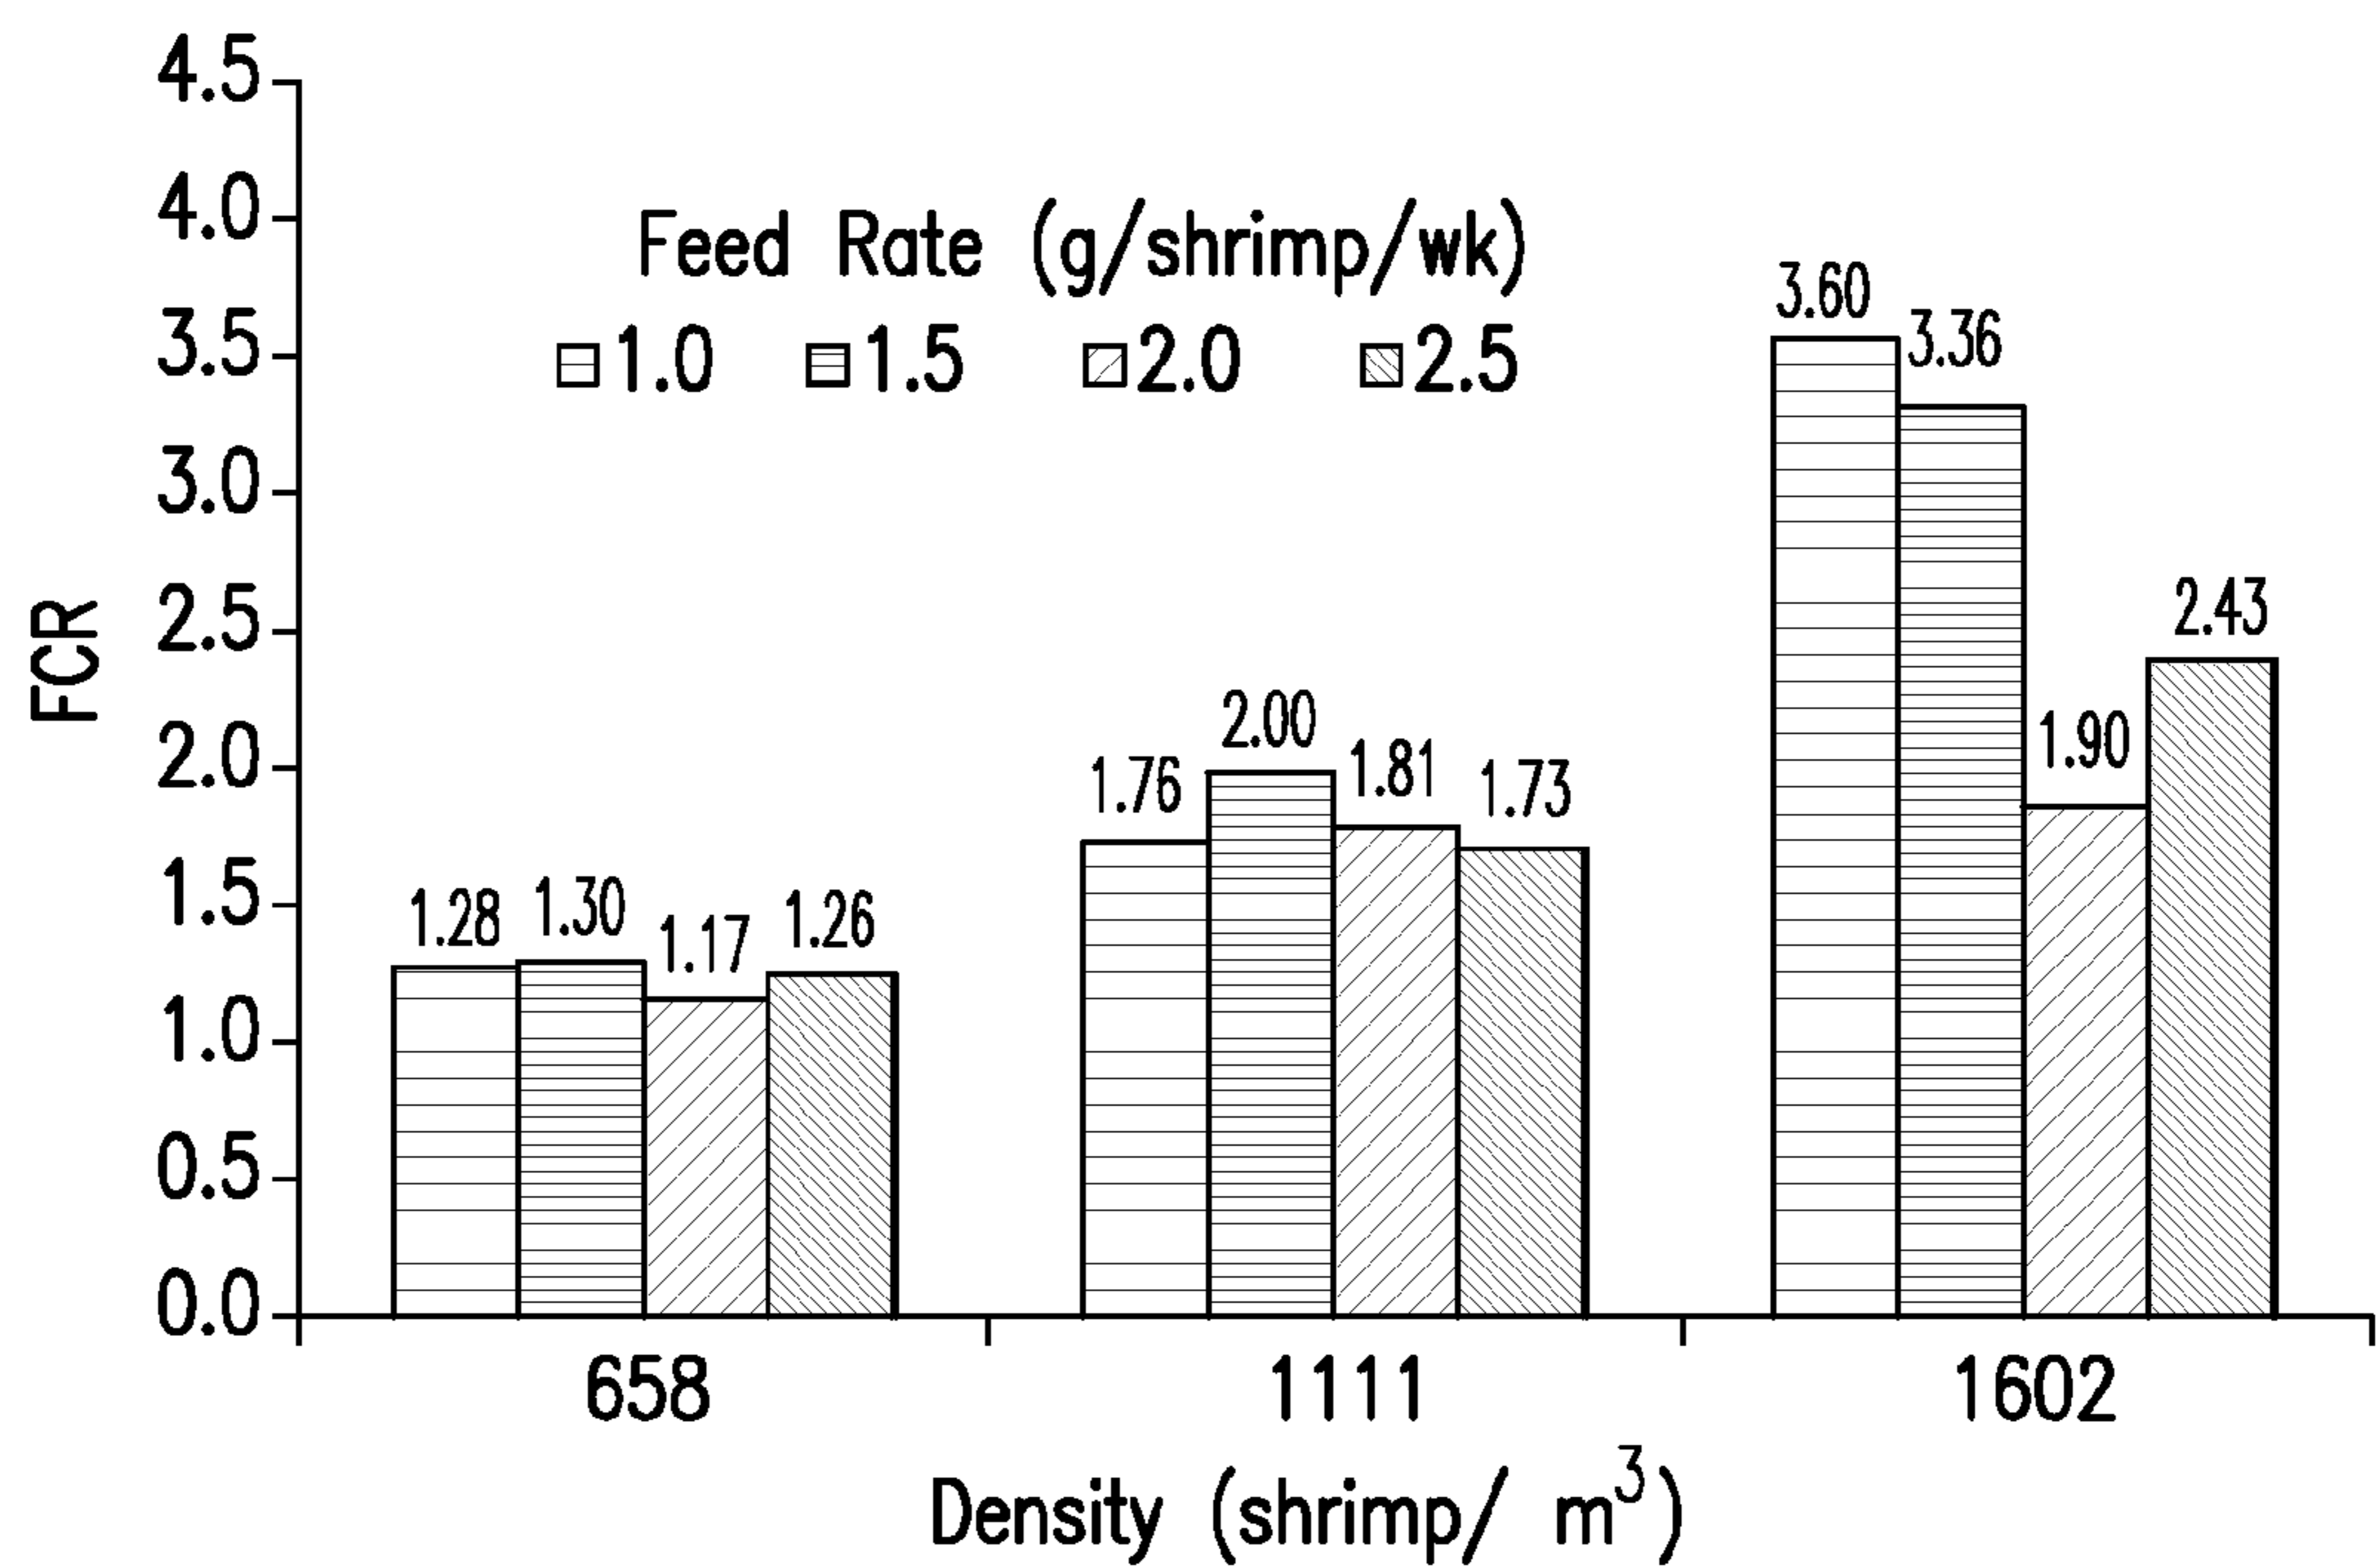 4.5
4.0
3.5
3.0
2.5
2.0
1.5
1.0
0.5
0.0
FCR
Feed Rate (g/shrimp/wk)
1.0 1.5 2.0 2.5
1.28 1.30 1.17 1.26
1.76 2.00 1.81 1.73
3.60 3.36 1.90 2.43
658 1111 1602
Density (shrimp/ m³)